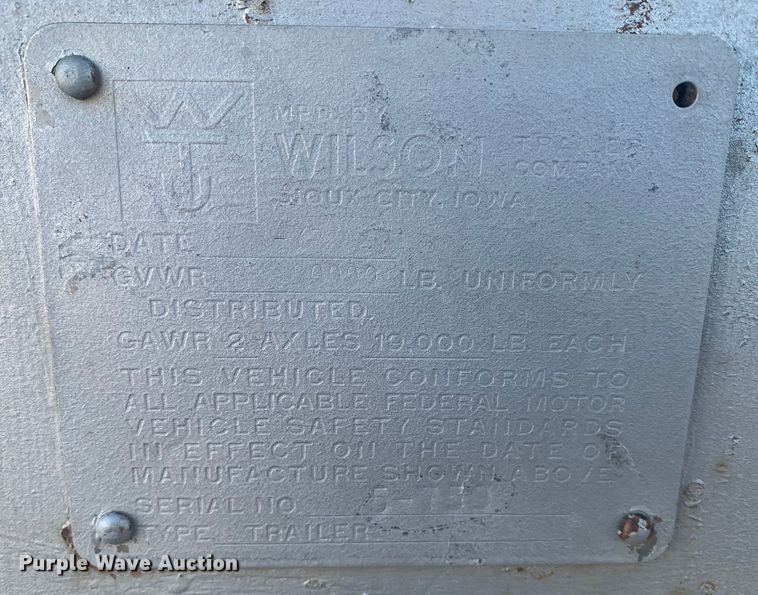 MFD. BY
WILSON TRAILER
COMPANY
SIOUX CITY, IOWA
DATE
GVWR LB. UNIFORMLY
DISTRIBUTED.
GAWR 2 AXLES 19,000 LB. EACH
THIS VEHICLE CONFORMS TO
ALL APPLICABLE FEDERAL MOTOR
VEHICLE SAFETY STANDARDS
IN EFFECT ON THE DATE OF
MANUFACTURE SHOWN ABOVE
SERIAL NO.
TYPE TRAILER
Purple Wave Auction